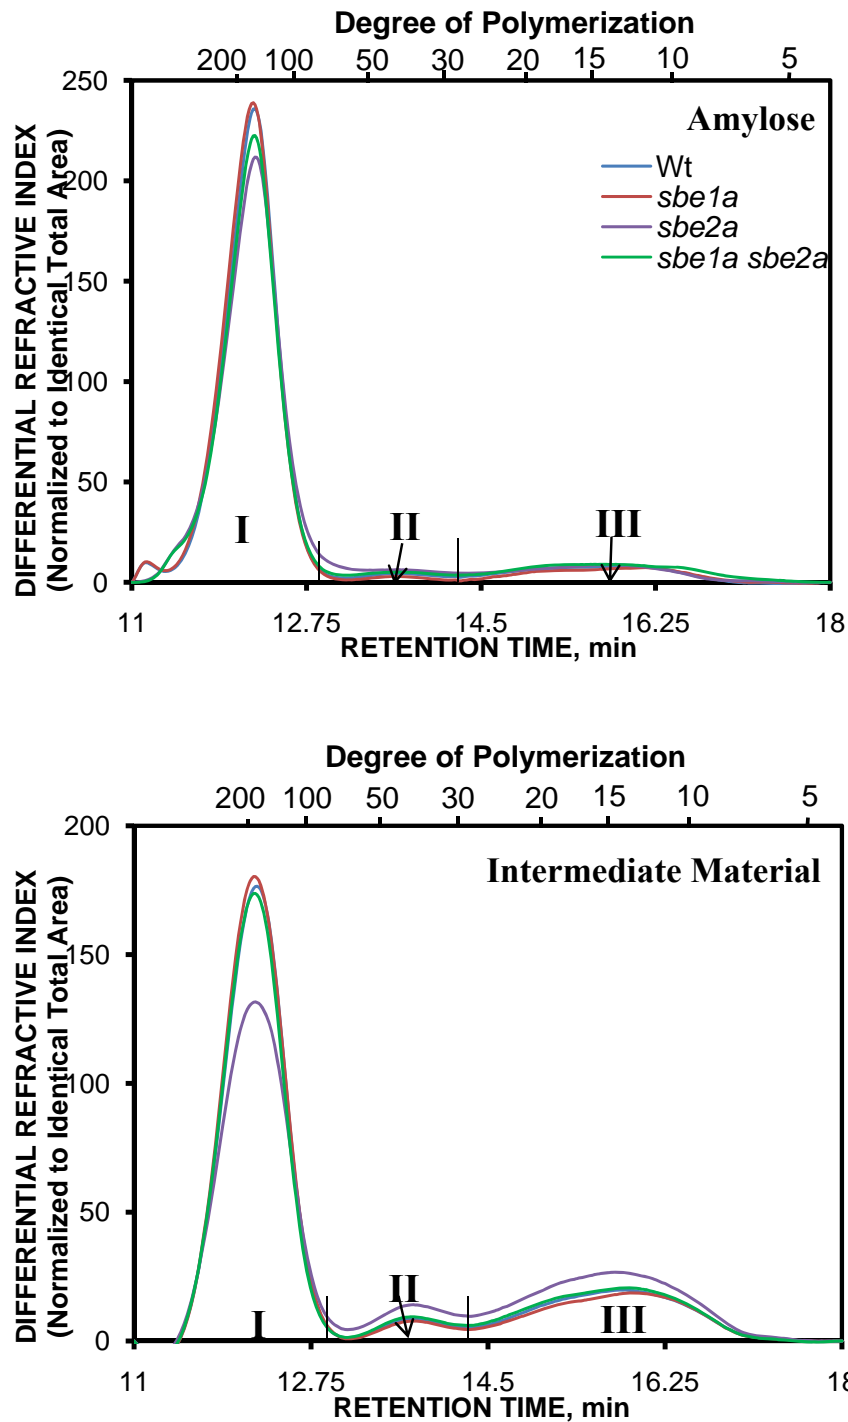 Degree of Polymerization
200 100 40 30 20 15 10 5
250
200
150
100
50
0
DIFFERENTIAL REFRACTIVE INDEX
(Normalized to Identical Total Area)
Amylose
Wt
sbe1a
sbe2a
sbe1a sbe2a
I II III
11 12.75 14.5 16.25 18
RETENTION TIME, min
Degree of Polymerization
200 100 40 30 20 15 10 5
200
150
100
50
0
DIFFERENTIAL REFRACTIVE INDEX
(Normalized to Identical Total Area)
Intermediate Material
I II III
11 12.75 14.5 16.25 18
RETENTION TIME, min